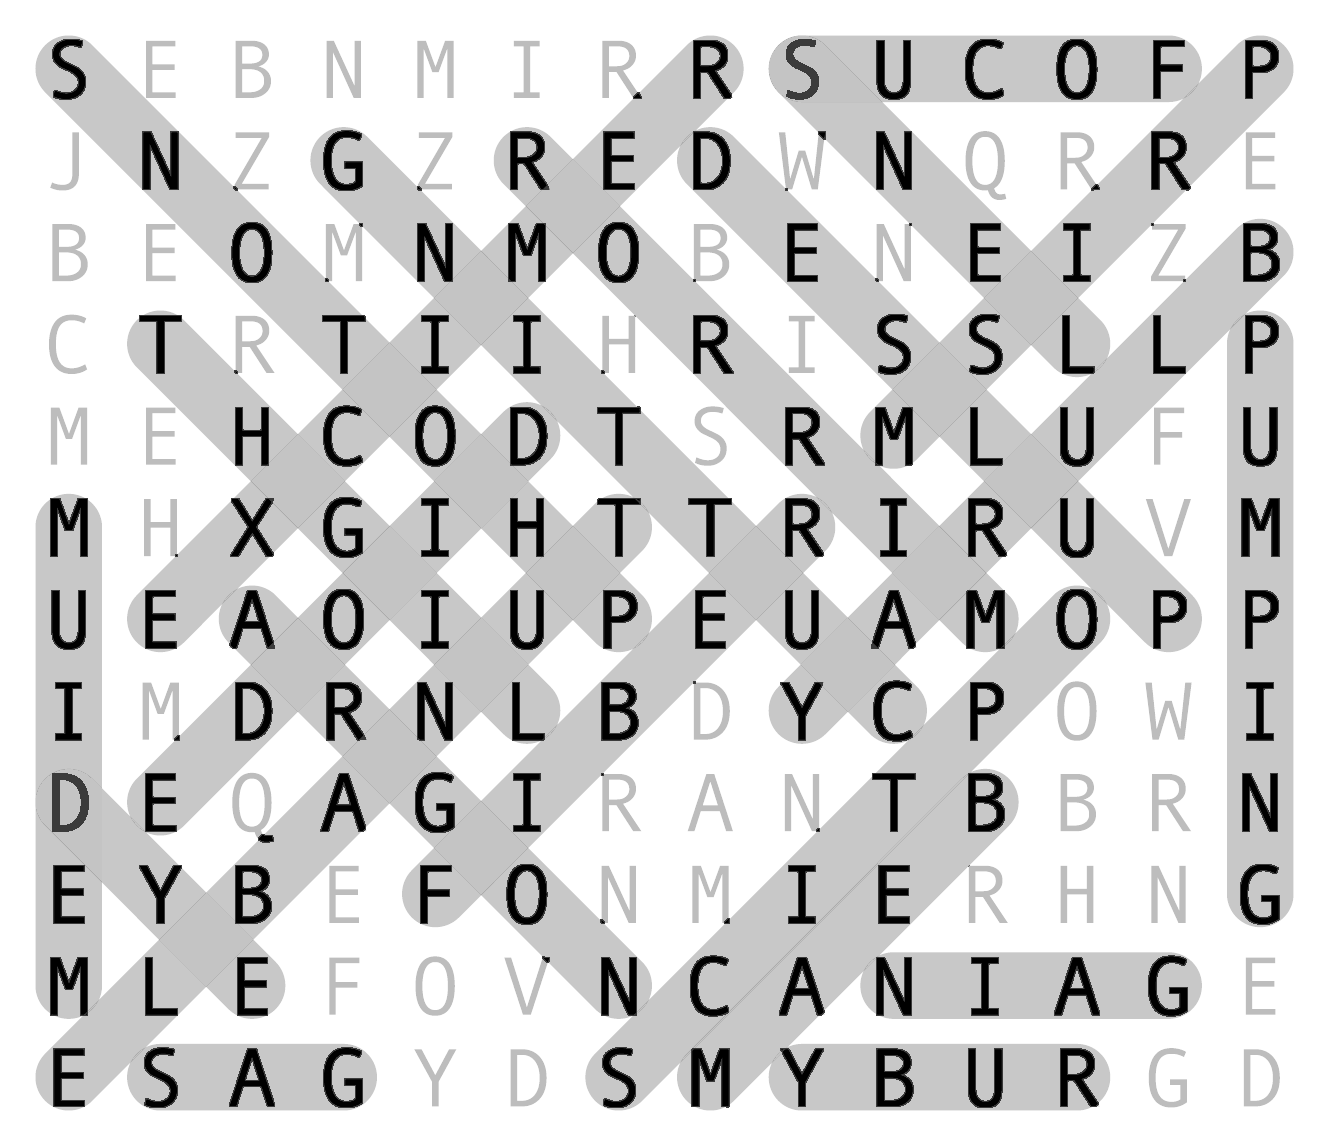 S E B N M I R R S U C O F P
J N Z G Z R E D W N Q R R E
B E O M N M O B E N E I Z B
C T R T I I H R I S S L L P
M E H C O D T S R M L U F U
M H X G I H T T R I R U V M
U E A O I U P E U A M O P P
I M D R N L B D Y C P O W I
D E Q A G I R A N T B B R N
E Y B E F O N M I E R H N G
M L E F O V N C A N I A G E
E S A G Y D S M Y B U R G D